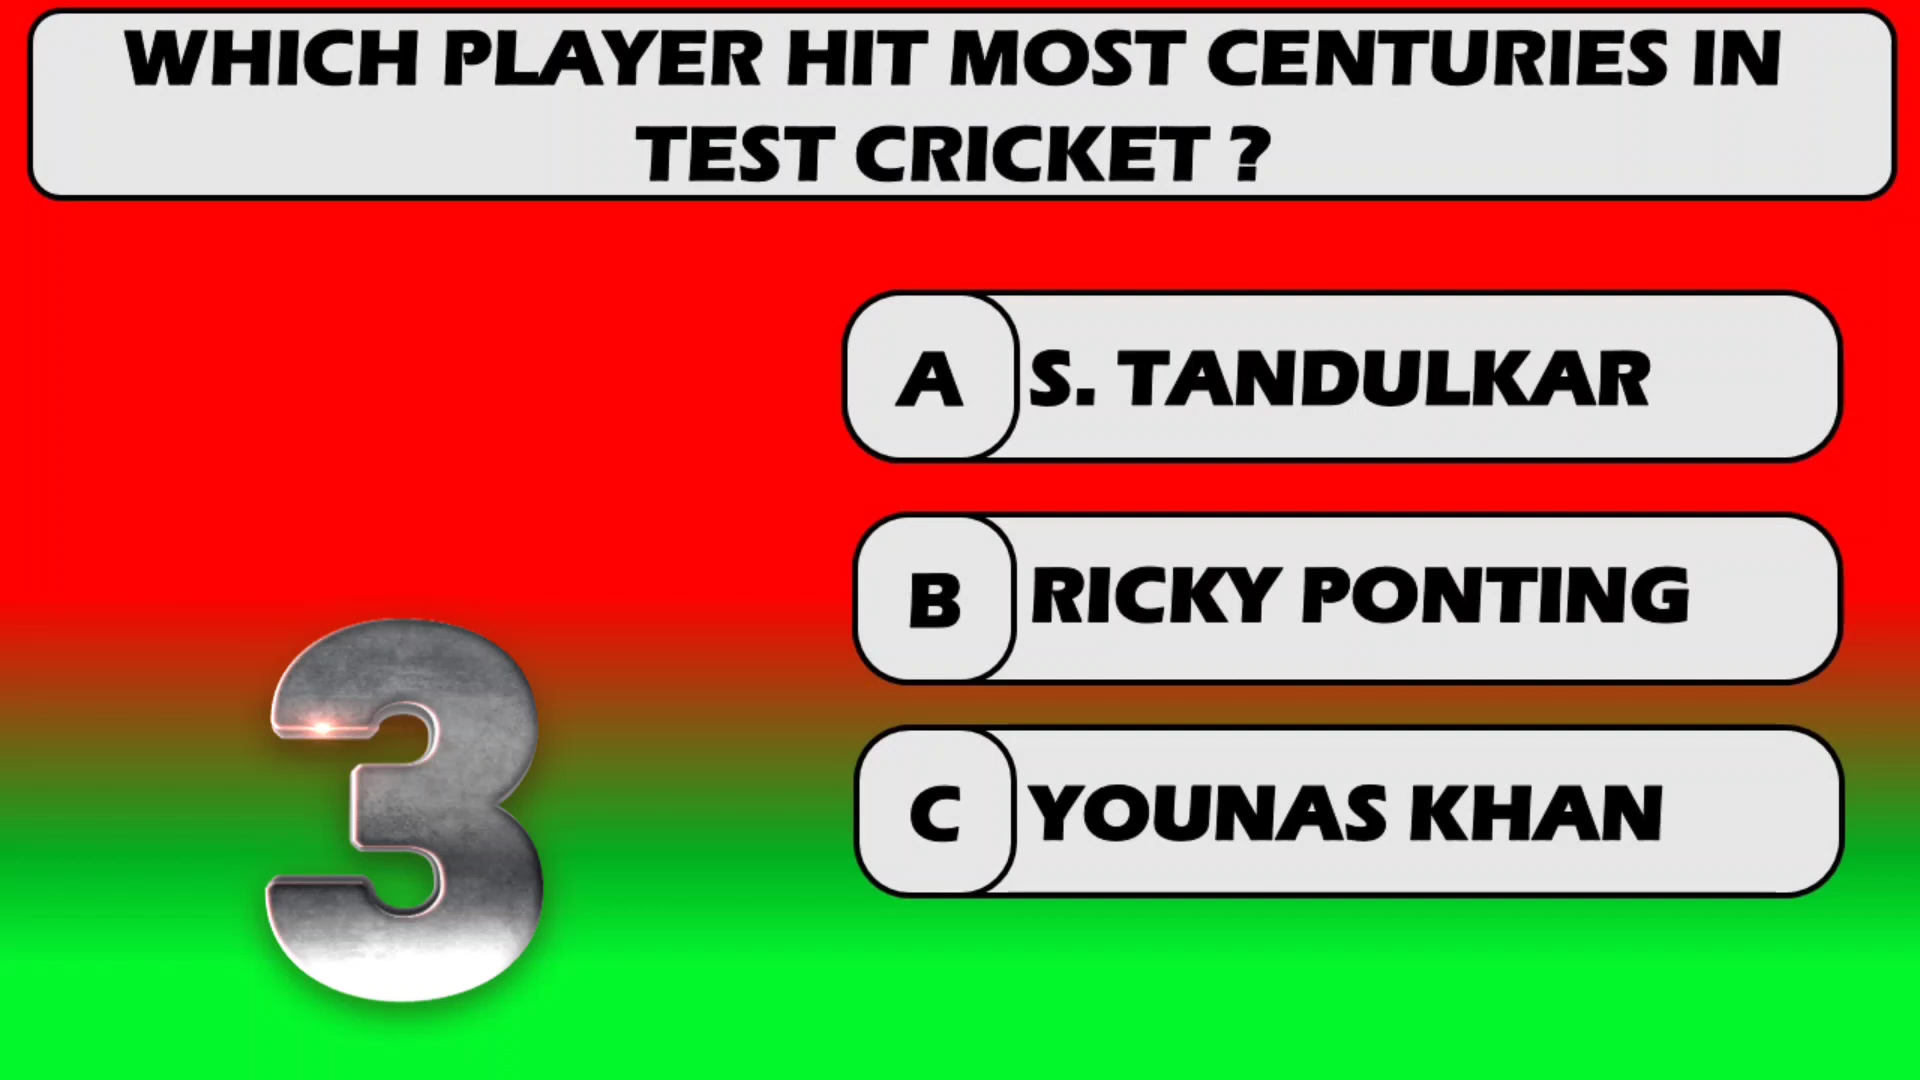 WHICH PLAYER HIT MOST CENTURIES IN
TEST CRICKET ?
A S. TANDULKAR
B RICKY PONTING
C YOUNAS KHAN
3